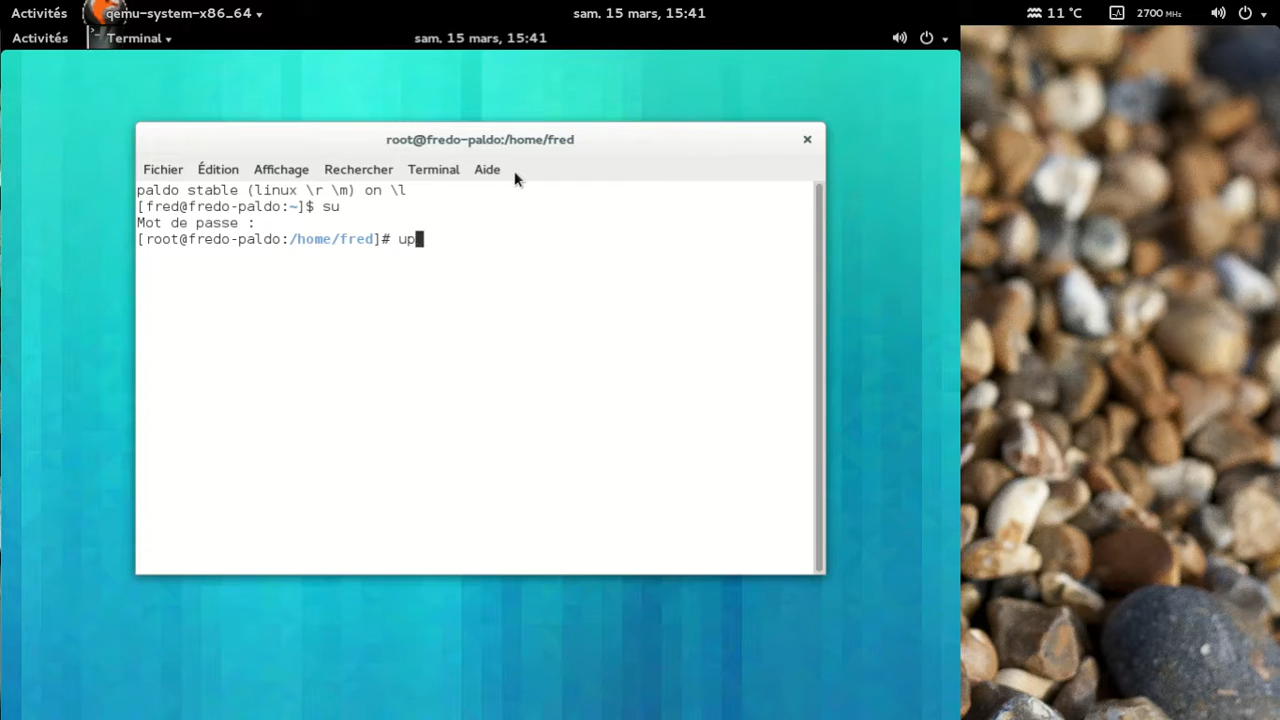 Activités qemu-system-x86_64 sam. 15 mars, 15:41 11 °C 2700 MHz
Activités Terminal sam. 15 mars, 15:41
root@fredo-paldo:/home/fred
Fichier Édition Affichage Rechercher Terminal Aide
paldo stable (linux \r \m) on \l
[fred@fredo-paldo:~]$ su
Mot de passe :
[root@fredo-paldo:/home/fred]# up